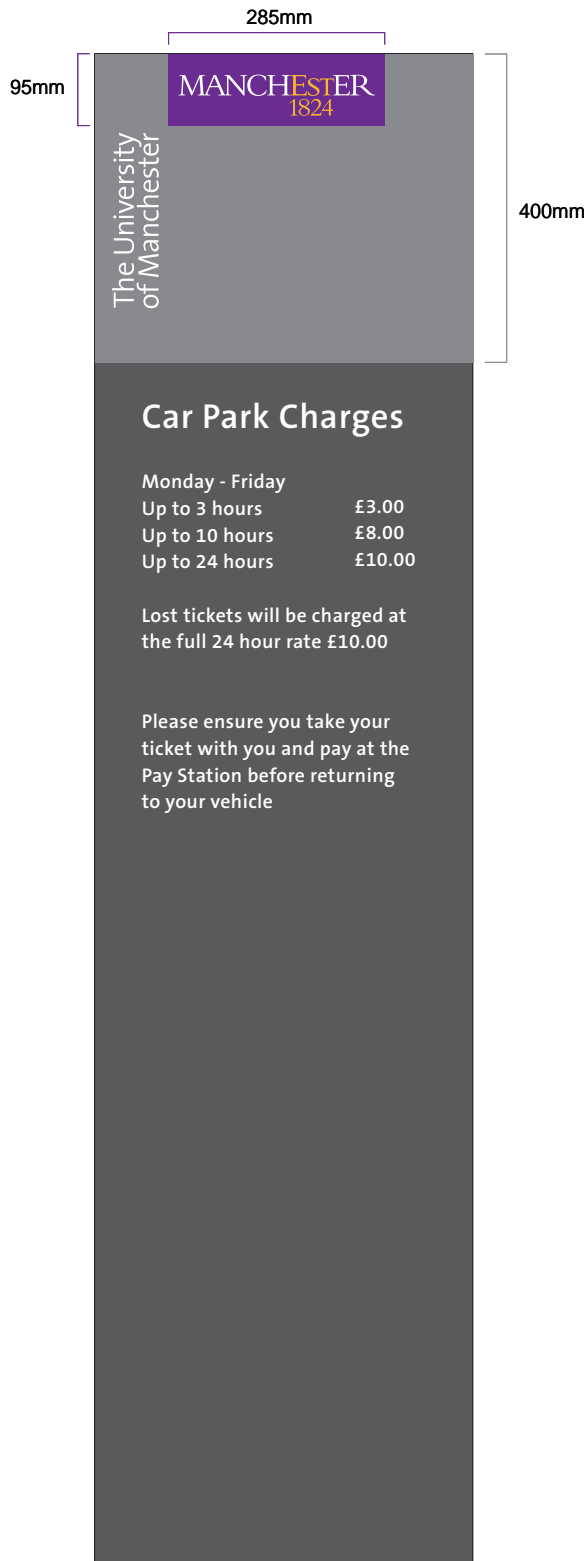 285mm
95mm
MANCHESTER
1824
The University
of Manchester
400mm
Car Park Charges
Monday - Friday
Up to 3 hours £3.00
Up to 10 hours £8.00
Up to 24 hours £10.00
Lost tickets will be charged at
the full 24 hour rate £10.00
Please ensure you take your
ticket with you and pay at the
Pay Station before returning
to your vehicle